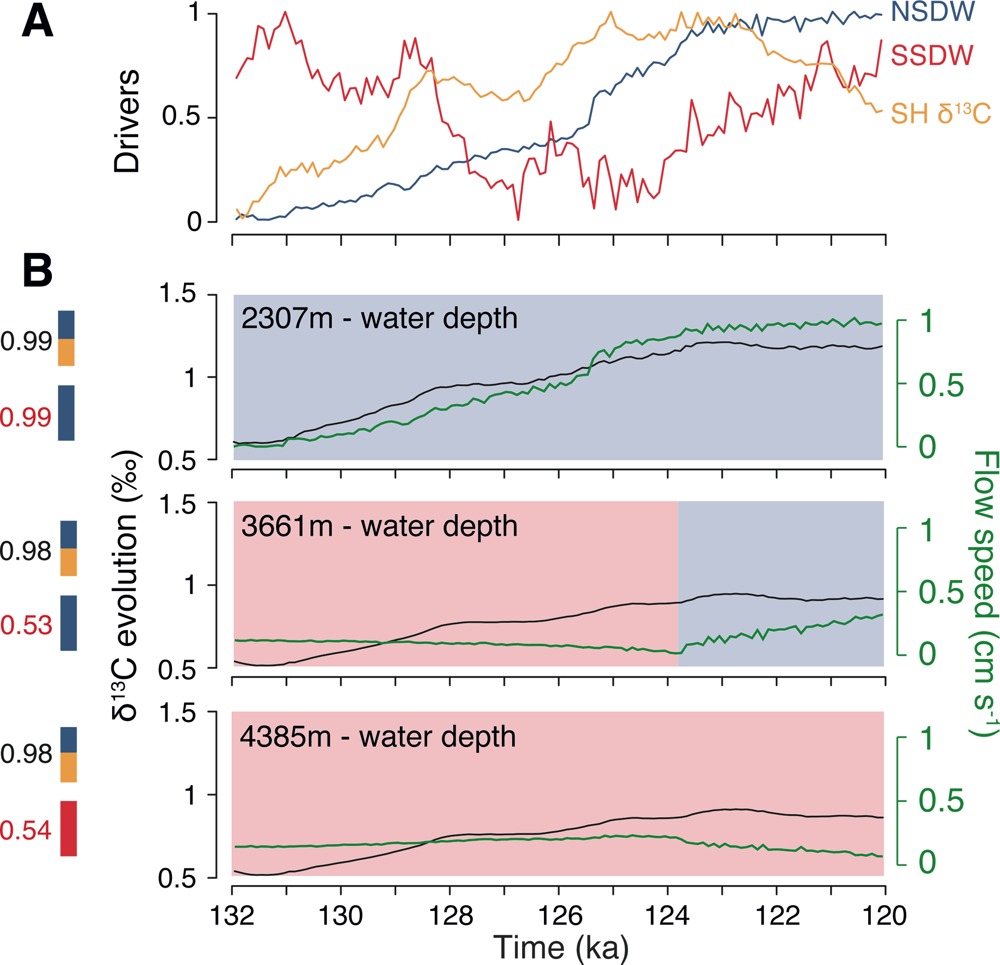 A
Drivers
1
0.5
0
NSDW
SSDW
SH δ¹³C
B
δ¹³C evolution (‰)
Flow speed (cm s⁻¹)
0.99
0.99
1.5
1
0.5
2307m - water depth
1
0.5
0
0.98
0.53
1.5
1
0.5
3661m - water depth
1
0.5
0
0.98
0.54
1.5
1
0.5
4385m - water depth
1
0.5
0
132 130 128 126 124 122 120
Time (ka)